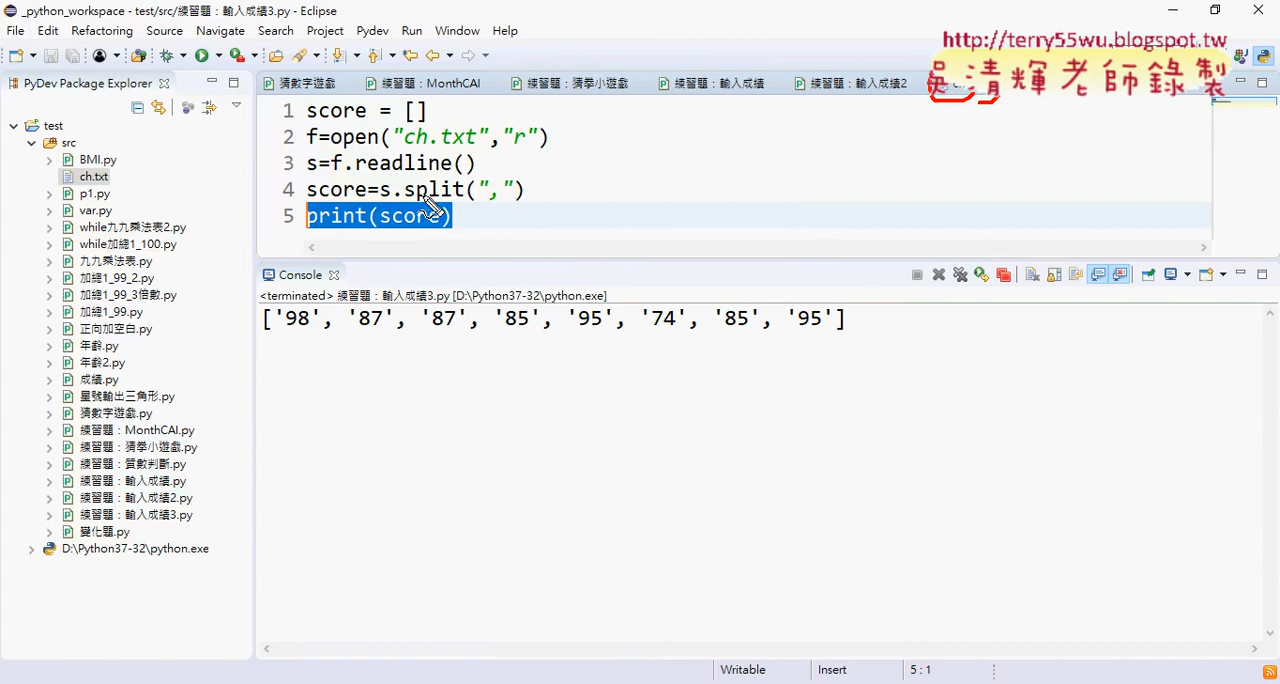 _python_workspace - test/src/練習題：輸入成績3.py - Eclipse
File Edit Refactoring Source Navigate Search Project Pydev Run Window Help
http://terry55wu.blogspot.tw
吳清輝老師錄製
PyDev Package Explorer
猜數字遊戲
練習題：MonthCAI
練習題：猜拳小遊戲
練習題：輸入成績
練習題：輸入成績2
test
src
BMI.py
ch.txt
p1.py
var.py
while九九乘法表2.py
while加總1_100.py
九九乘法表.py
加總1_99_2.py
加總1_99_3倍數.py
加總1_99.py
正向加空白.py
年齡.py
年齡2.py
成績.py
星號輸出三角形.py
猜數字遊戲.py
練習題：MonthCAI.py
練習題：猜拳小遊戲.py
練習題：質數判斷.py
練習題：輸入成績.py
練習題：輸入成績2.py
練習題：輸入成績3.py
變化題.py
D:\Python37-32\python.exe
1 score = []
2 f=open("ch.txt","r")
3 s=f.readline()
4 score=s.split(",")
5 print(score)
Console
<terminated> 練習題：輸入成績3.py [D:\Python37-32\python.exe]
['98', '87', '87', '85', '95', '74', '85', '95']
Writable Insert 5 : 1